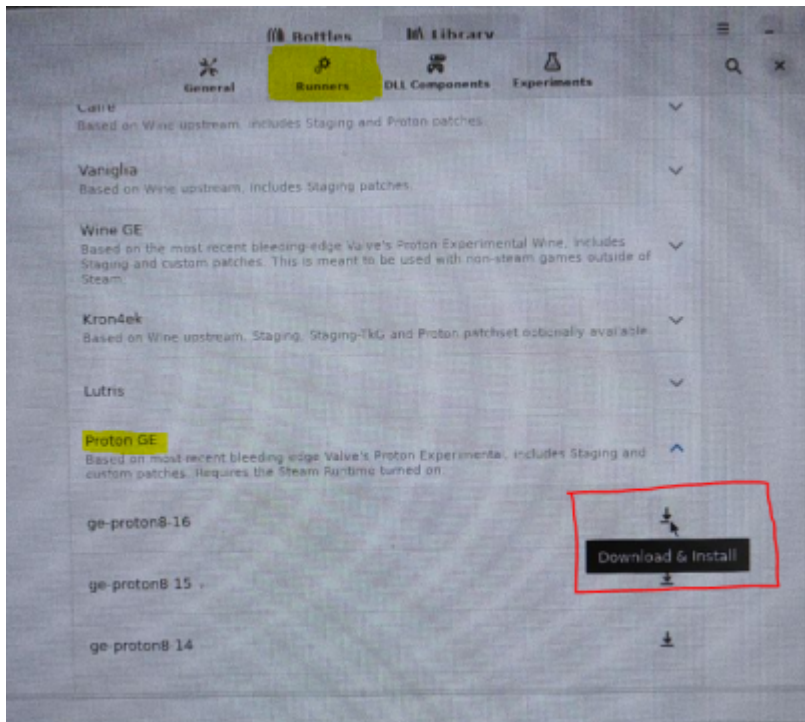 Bottles Library
General Runners DLL Components Experiments
Caffe
Based on Wine upstream, includes Staging and Proton patches.
Vaniglia
Based on Wine upstream, includes Staging patches.
Wine GE
Based on the most recent bleeding-edge Valve's Proton Experimental Wine, includes
Staging and custom patches. This is meant to be used with non-steam games outside of
Steam.
Kron4ek
Based on Wine upstream, Staging, Staging-TkG and Proton patchset optionally available.
Lutris
Proton GE
Based on most recent bleeding-edge Valve's Proton Experimental, includes Staging and
custom patches. Requires the Steam Runtime turned on.
ge-proton8-16
Download & Install
ge-proton8-15
ge-proton8-14